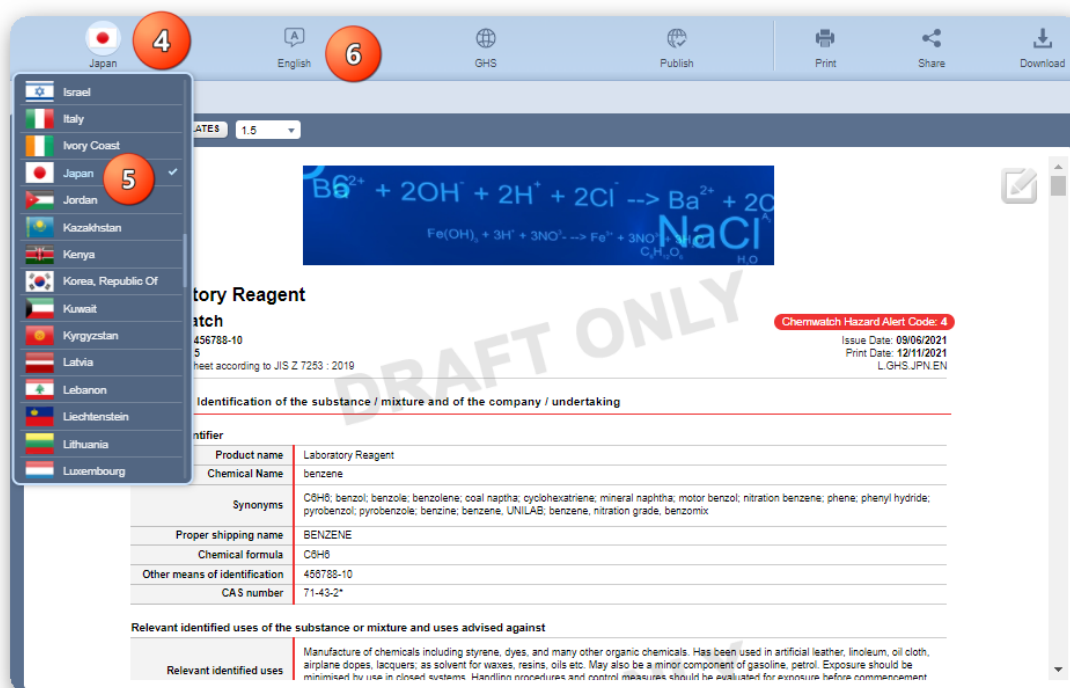 Japan
4
English
6
GHS
Publish
Print
Share
Download
Israel
Italy
Ivory Coast
Japan
5
Jordan
Kazakhstan
Kenya
Korea, Republic Of
Kuwait
Kyrgyzstan
Latvia
Lebanon
Liechtenstein
Lithuania
Luxembourg
LATES
1.5
2+ + 2OH- + 2H+ + 2Cl- --> Ba2+ + 2C
Fe(OH)3 + 3H+ + 3NO3- --> Fe3+ + 3NO3- + 3H2O
NaCl
C6H12O6
H2O
tory Reagent
atch
Chemwatch Hazard Alert Code: 4
456788-10
Issue Date: 09/06/2021
5
Print Date: 12/11/2021
heet according to JIS Z 7253 : 2019
L.GHS.JPN.EN
DRAFT ONLY
Identification of the substance / mixture and of the company / undertaking
ntifier
Product name Laboratory Reagent
Chemical Name benzene
Synonyms C6H6; benzol; benzole; benzolene; coal naptha; cyclohexatriene; mineral naphtha; motor benzol; nitration benzene; phene; phenyl hydride;
pyrobenzol; pyrobenzole; benzine; benzene, UNILAB; benzene, nitration grade, benzomix
Proper shipping name BENZENE
Chemical formula C6H6
Other means of identification 456788-10
CAS number 71-43-2*
Relevant identified uses of the substance or mixture and uses advised against
Relevant identified uses Manufacture of chemicals including styrene, dyes, and many other organic chemicals. Has been used in artificial leather, linoleum, oil cloth,
airplane dopes, lacquers; as solvent for waxes, resins, oils etc. May also be a minor component of gasoline, petrol. Exposure should be
minimised by use in closed systems. Handling procedures and control measures should be evaluated for exposure before commencement